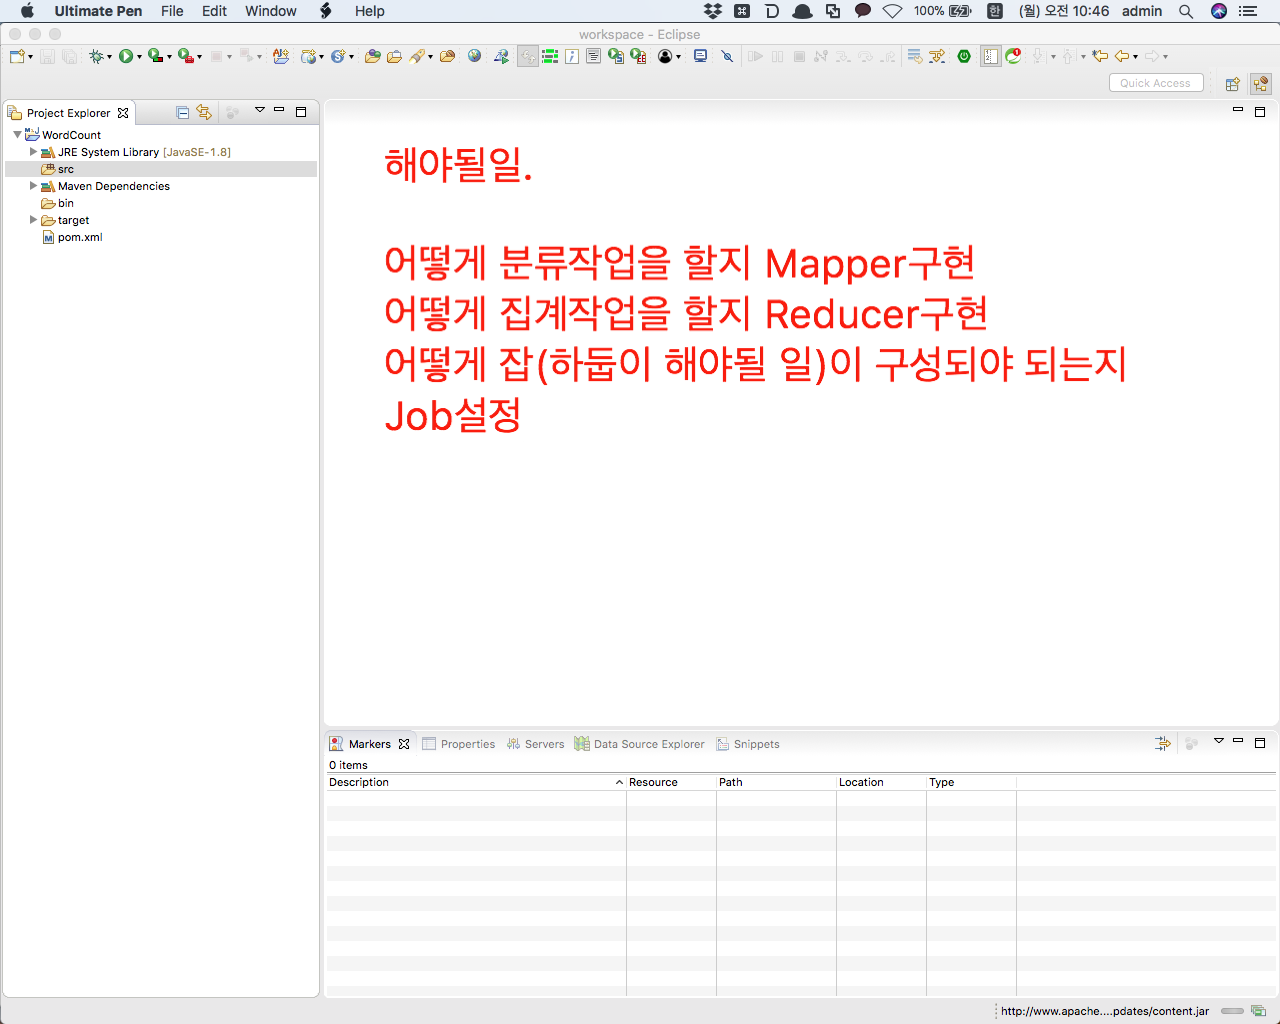 Ultimate Pen File Edit Window Help 100% 한 (월) 오전 10:46 admin
workspace - Eclipse
Quick Access
Project Explorer
WordCount
JRE System Library [JavaSE-1.8]
src
Maven Dependencies
bin
target
pom.xml
해야될일.
어떻게 분류작업을 할지 Mapper구현
어떻게 집계작업을 할지 Reducer구현
어떻게 잡(하둡이 해야될 일)이 구성되야 되는지
Job설정
Markers Properties Servers Data Source Explorer Snippets
0 items
Description Resource Path Location Type
http://www.apache....pdates/content.jar